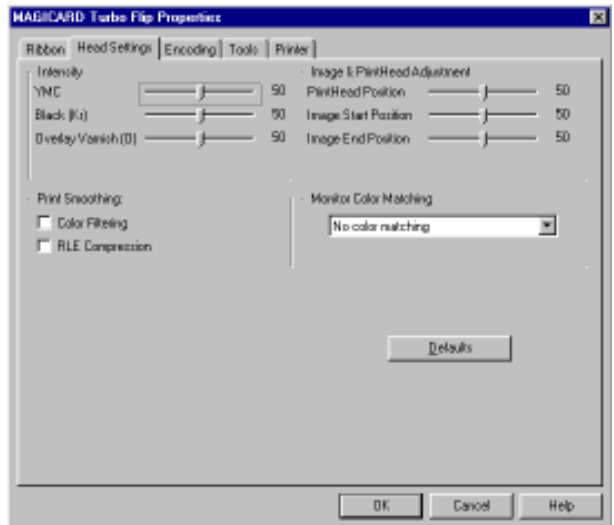 MAGICARD Turbo Flip Properties
Ribbon Head Settings Encoding Tools Printer
Intensity
YMC 50
Black (Kr) 50
Overlay Varnish (O) 50
Image & PrintHead Adjustment
PrintHead Position 50
Image Start Position 50
Image End Position 50
Print Smoothing:
Color Filtering
RLE Compression
Monitor Color Matching
No color matching
Defaults
OK Cancel Help